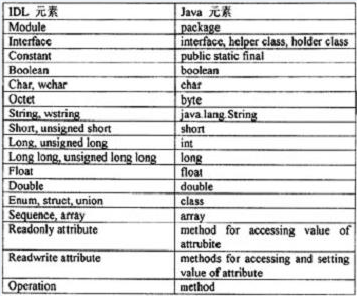 IDL 元素 Java 元素
Module package
Interface interface, helper class, holder class
Constant public static final
Boolean boolean
Char, wchar char
Octet byte
String, wstring java.lang.String
Short, unsigned short short
Long, unsigned long int
Long long, unsigned long long long
Float float
Double double
Enum, struct, union class
Sequence, array array
Readonly attribute method for accessing value of
attrubite
Readwrite attribute methods for accessing and setting
value of attribute
Operation method